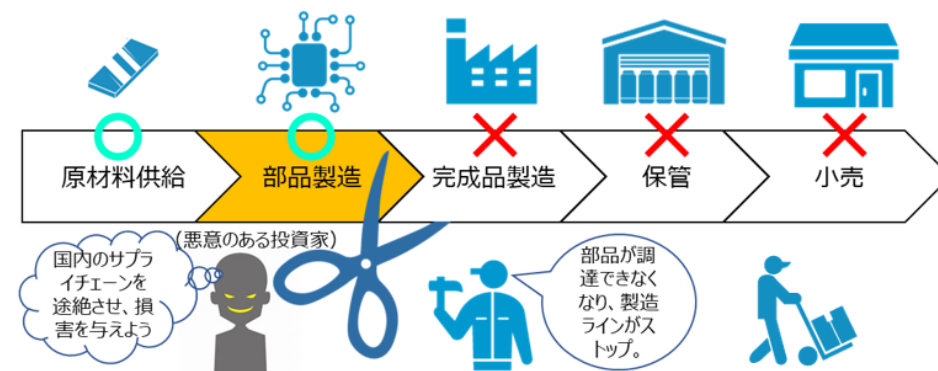 原材料供給
部品製造
完成品製造
保管
小売
(悪意のある投資家)
国内のサプラ
イチェーンを
途絶させ、損
害を与えよう
部品が調
達できなく
なり、製造
ラインがス
トップ。